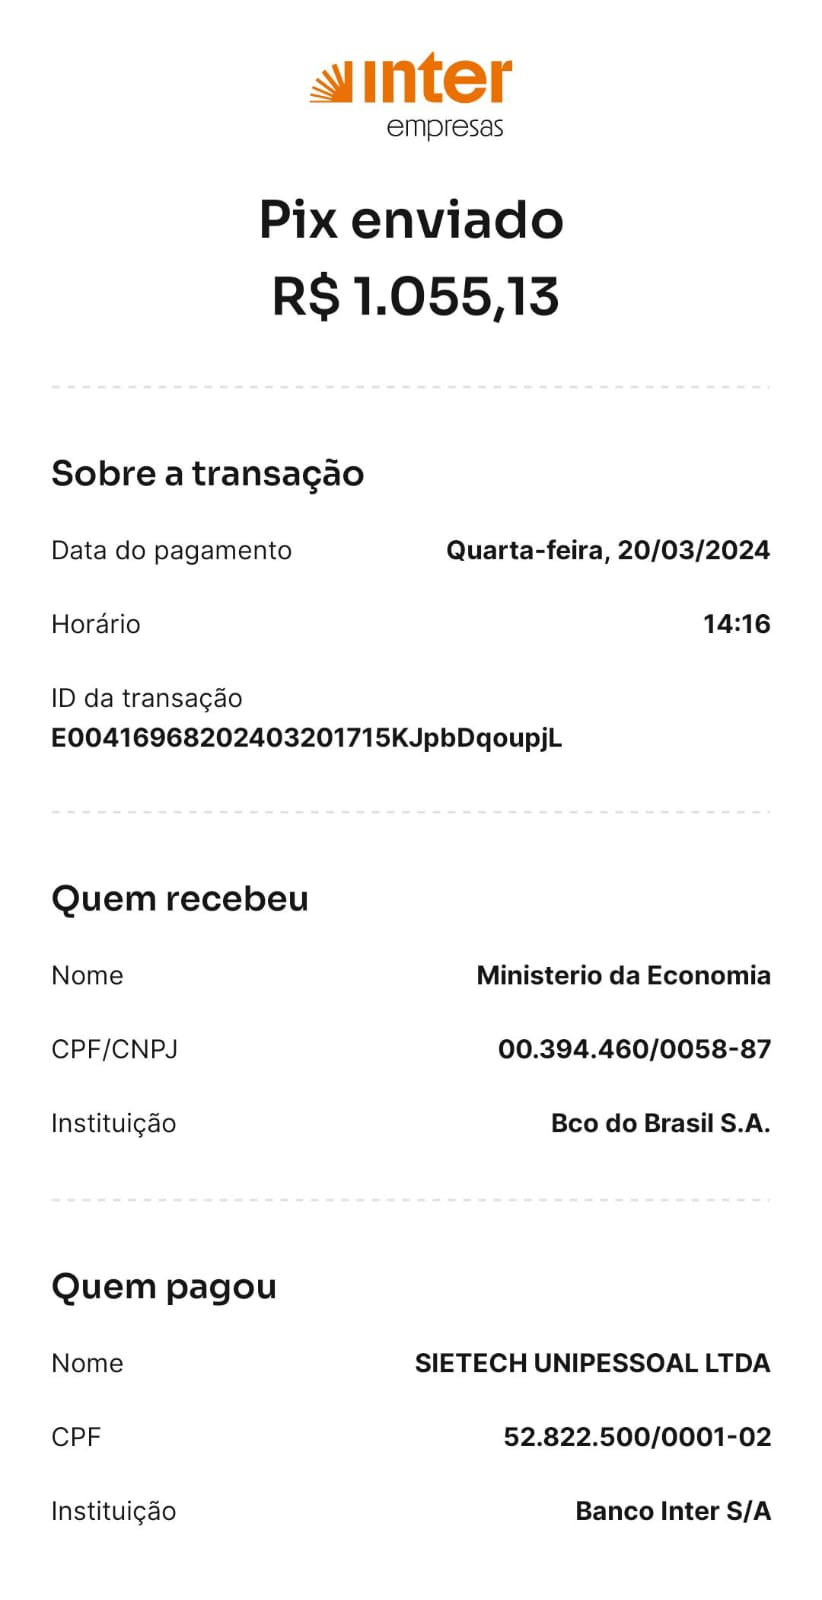 inter
empresas
Pix enviado
R$ 1.055,13
Sobre a transação
Data do pagamento Quarta-feira, 20/03/2024
Horário 14:16
ID da transação
E00416968202403201715KJpbDqoupjL
Quem recebeu
Nome Ministerio da Economia
CPF/CNPJ 00.394.460/0058-87
Instituição Bco do Brasil S.A.
Quem pagou
Nome SIETECH UNIPESSOAL LTDA
CPF 52.822.500/0001-02
Instituição Banco Inter S/A